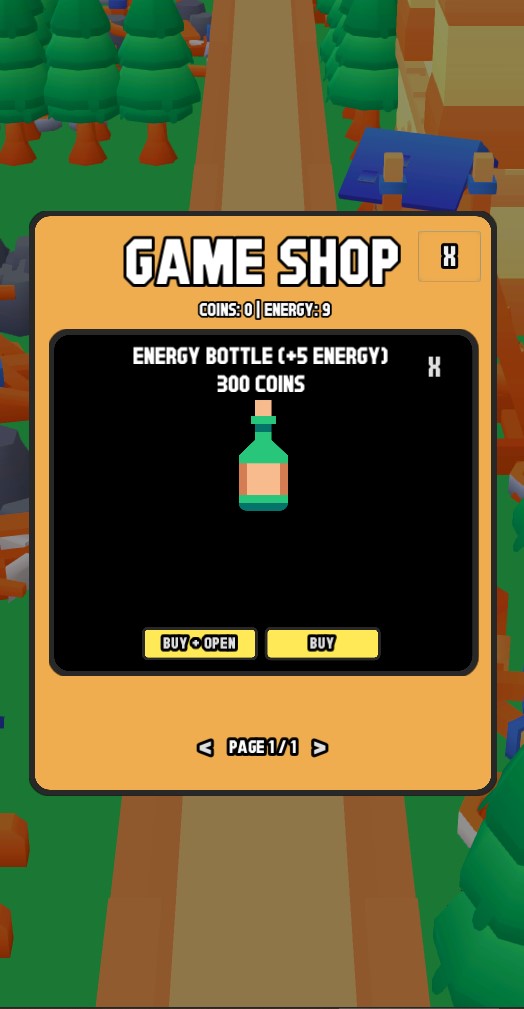 GAME SHOP
X
COINS: 0 | ENERGY: 9
ENERGY BOTTLE (+5 ENERGY)
X
300 COINS
BUY + OPEN
BUY
< PAGE 1 / 1 >